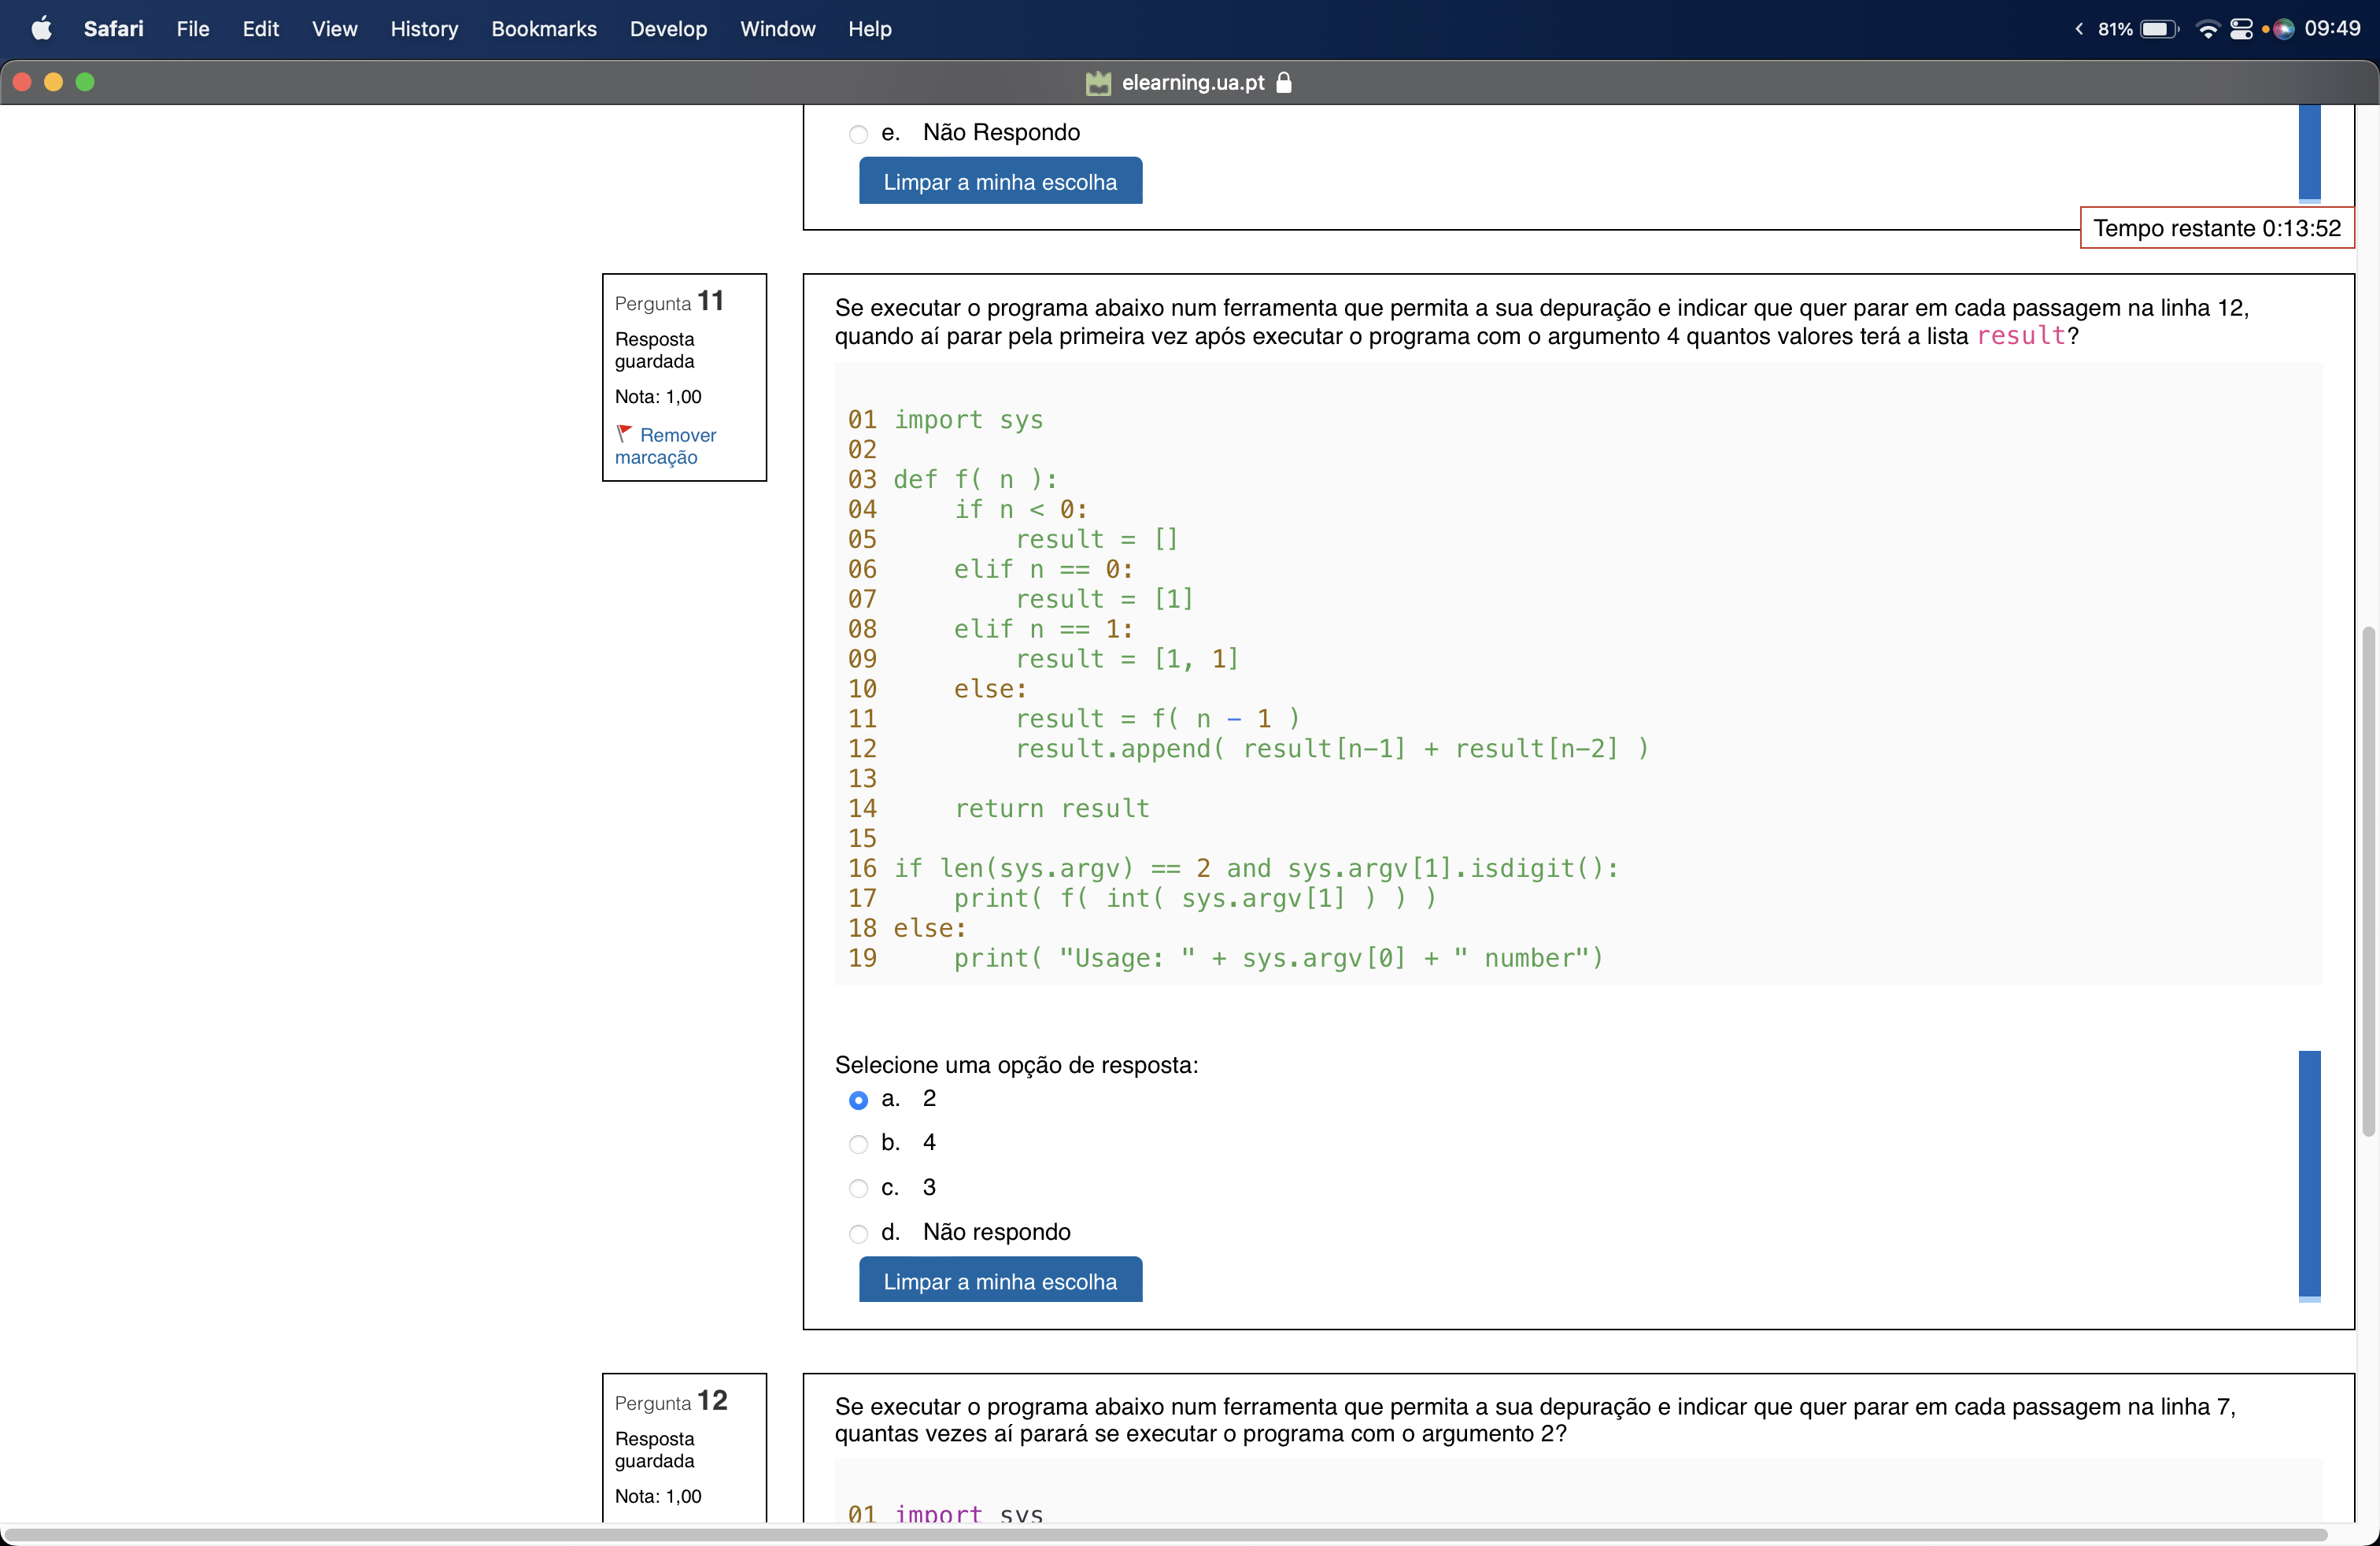 Safari File Edit View History Bookmarks Develop Window Help 81% 09:49
elearning.ua.pt
e. Não Respondo
Limpar a minha escolha
Tempo restante 0:13:52
Pergunta 11
Resposta
guardada
Nota: 1,00
Remover
marcação
Se executar o programa abaixo num ferramenta que permita a sua depuração e indicar que quer parar em cada passagem na linha 12,
quando aí parar pela primeira vez após executar o programa com o argumento 4 quantos valores terá a lista result?
01 import sys
02
03 def f( n ):
04     if n < 0:
05         result = []
06     elif n == 0:
07         result = [1]
08     elif n == 1:
09         result = [1, 1]
10     else:
11         result = f( n - 1 )
12         result.append( result[n-1] + result[n-2] )
13
14     return result
15
16 if len(sys.argv) == 2 and sys.argv[1].isdigit():
17     print( f( int( sys.argv[1] ) ) )
18 else:
19     print( "Usage: " + sys.argv[0] + " number")
Selecione uma opção de resposta:
a. 2
b. 4
c. 3
d. Não respondo
Limpar a minha escolha
Pergunta 12
Resposta
guardada
Nota: 1,00
Se executar o programa abaixo num ferramenta que permita a sua depuração e indicar que quer parar em cada passagem na linha 7,
quantas vezes aí parará se executar o programa com o argumento 2?
01 import sys